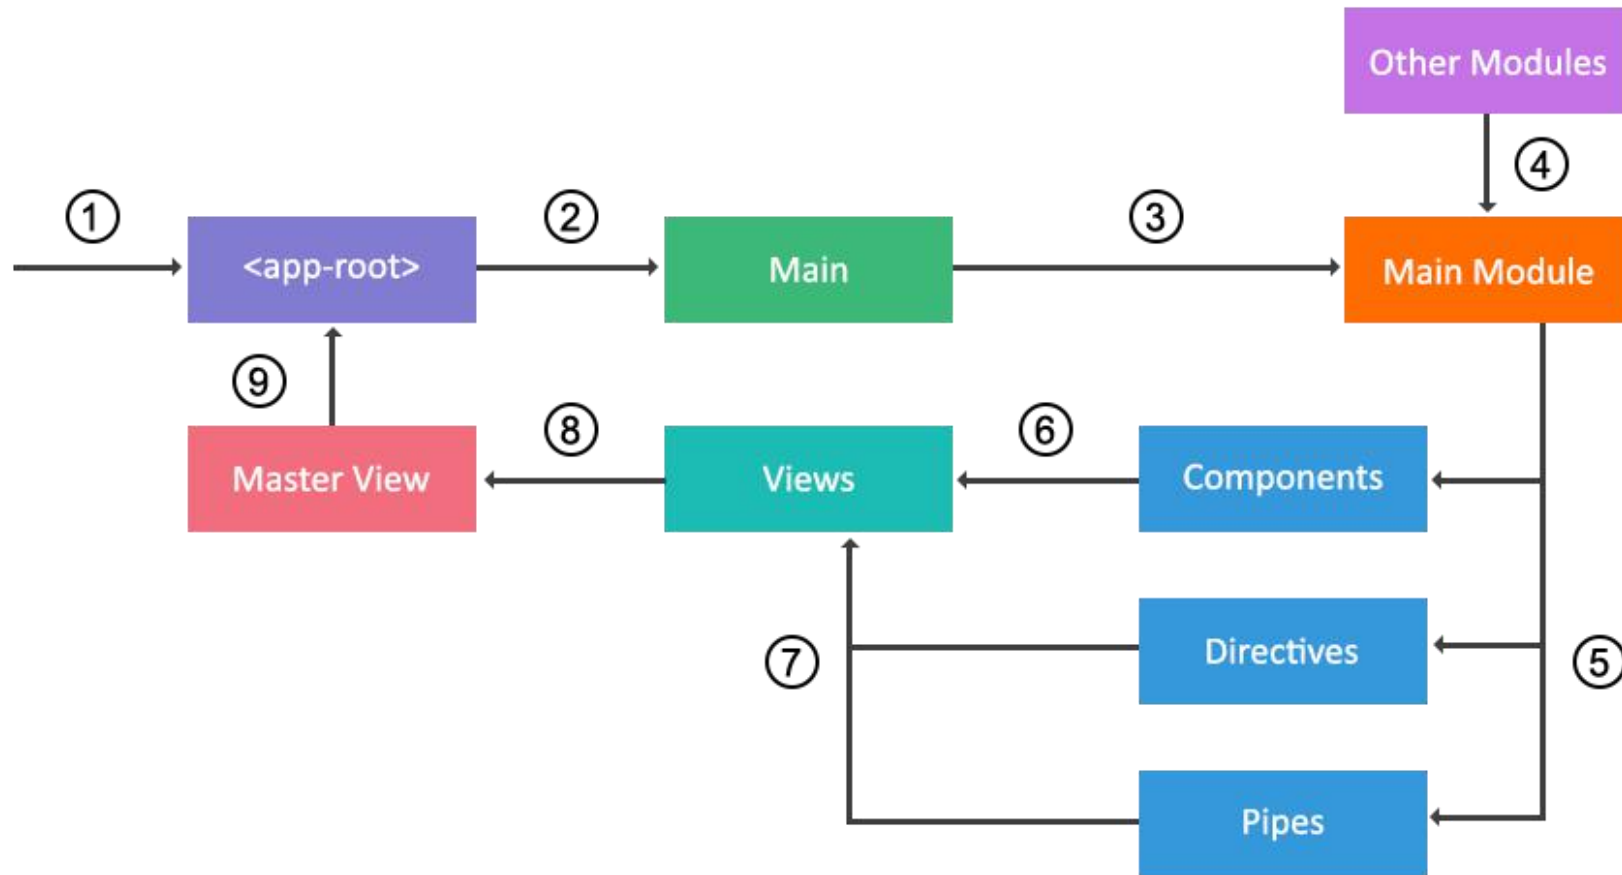 Other Modules
④
①
②
③
<app-root>
Main
Main Module
⑨
⑧
⑥
Master View
Views
Components
⑦
Directives
⑤
Pipes